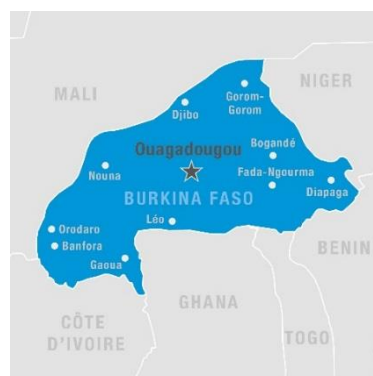 MALI
NIGER
Gorom-
Gorom
Djibo
Ouagadougou
Bogandé
Nouna
Fada-Ngourma
Diapaga
BURKINA FASO
Léo
Orodaro
Banfora
Gaoua
BENIN
GHANA
CÔTE
D'IVOIRE
TOGO